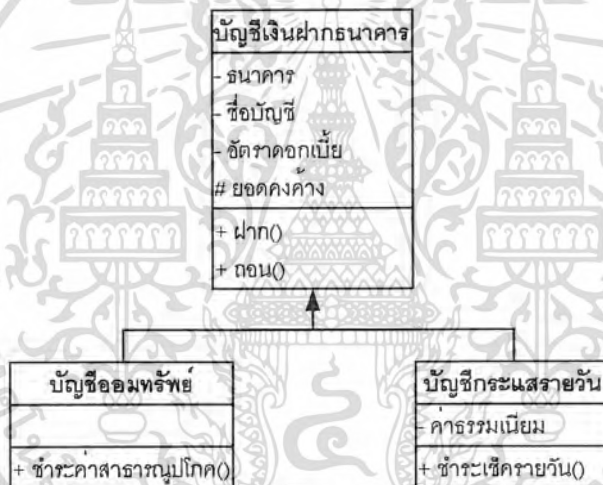 บัญชีเงินฝากธนาคาร
- ธนาคาร
- ชื่อบัญชี
- อัตราดอกเบี้ย
# ยอดคงค้าง
+ ฝาก()
+ ถอน()
บัญชีออมทรัพย์
+ ชำระค่าสาธารณูปโภค()
บัญชีกระแสรายวัน
- ค่าธรรมเนียม
+ ชำระเช็ครายวัน()